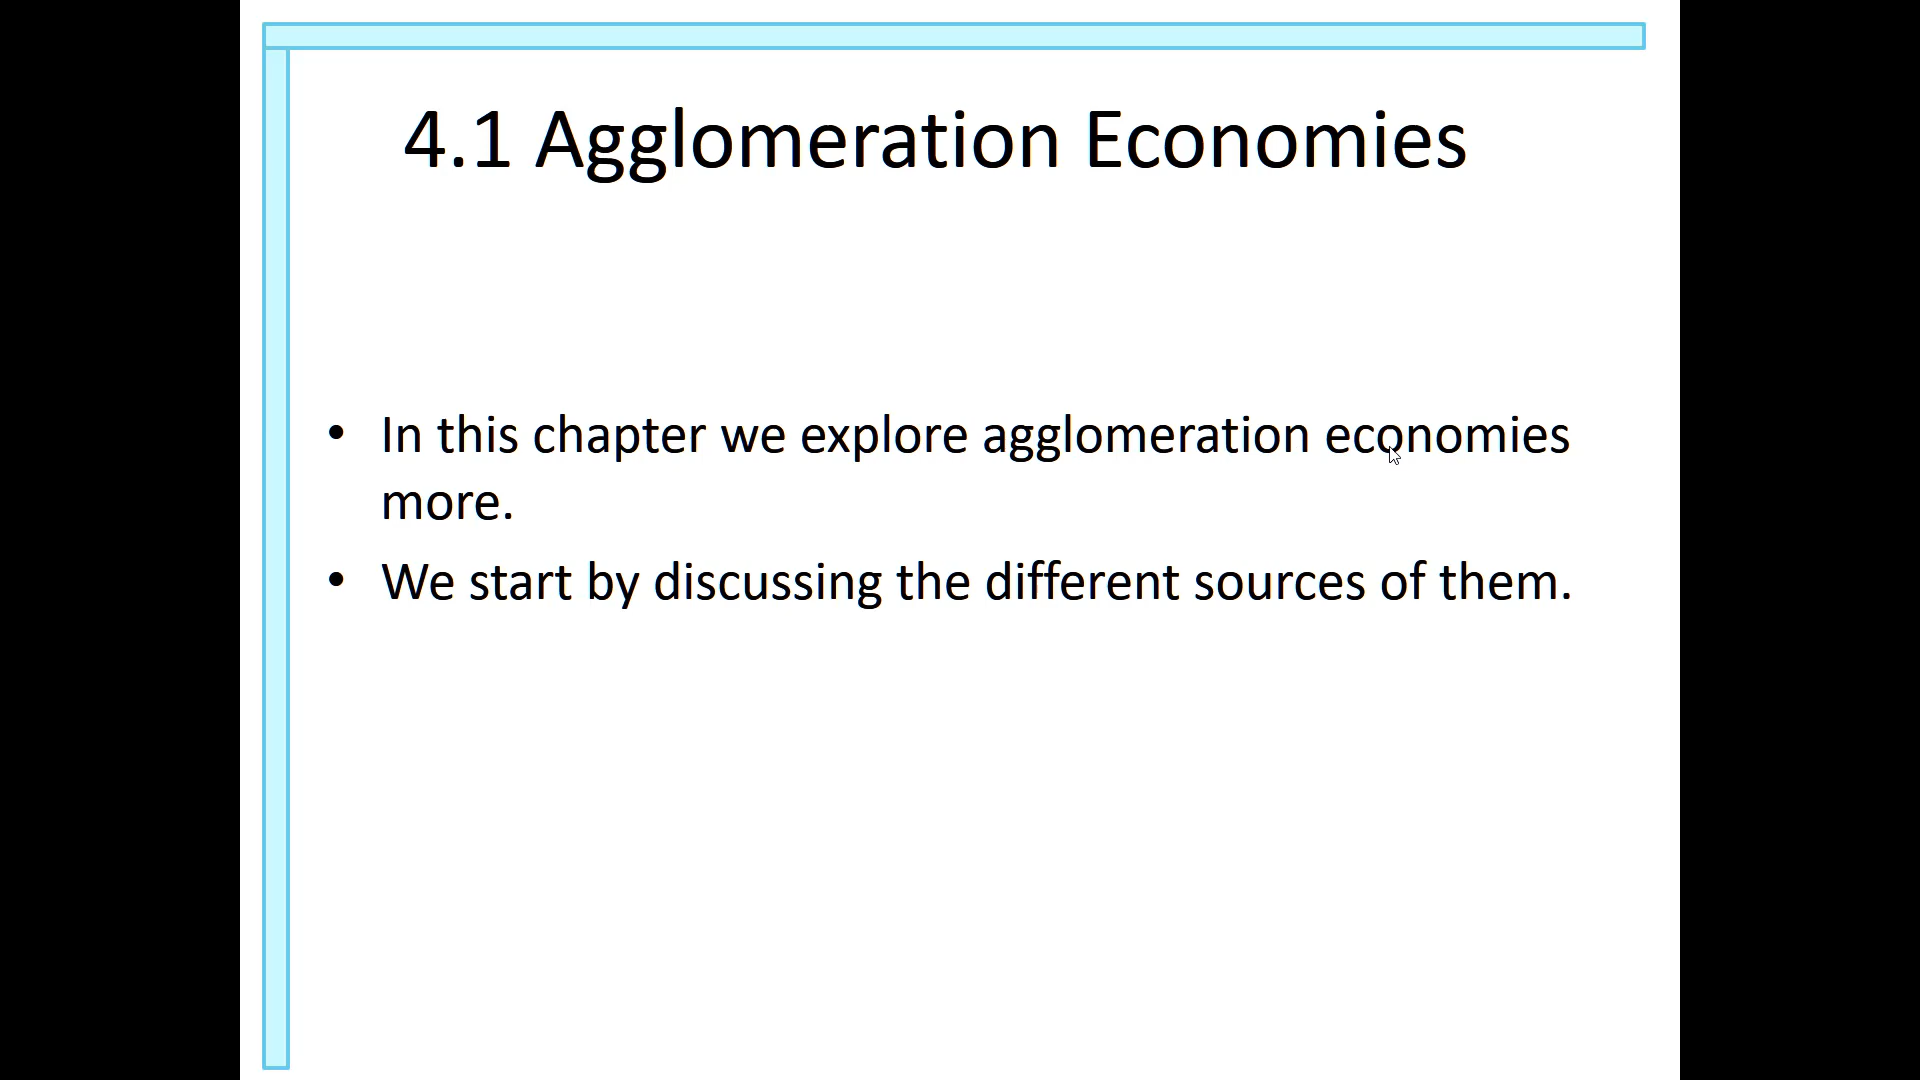 4.1 Agglomeration Economies
• In this chapter we explore agglomeration economies
more.
• We start by discussing the different sources of them.